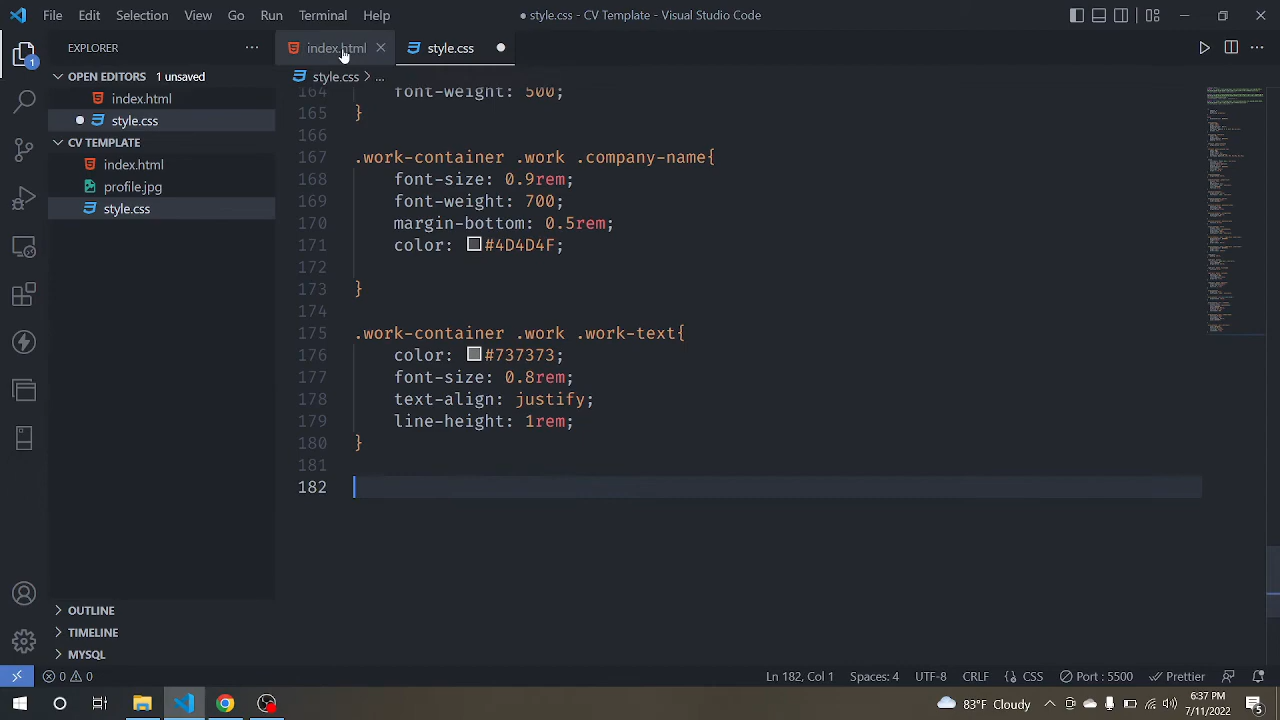 File Edit Selection View Go Run Terminal Help
style.css - CV Template - Visual Studio Code
EXPLORER
index.html
style.css
OPEN EDITORS 1 unsaved
style.css > ...
index.html
style.css
CV TEMPLATE
index.html
profile.jpg
style.css
164 font-weight: 500;
165 }
166
167 .work-container .work .company-name{
168 font-size: 0.9rem;
169 font-weight: 700;
170 margin-bottom: 0.5rem;
171 color: #4D4D4F;
172
173 }
174
175 .work-container .work .work-text{
176 color: #737373;
177 font-size: 0.8rem;
178 text-align: justify;
179 line-height: 1rem;
180 }
181
182
OUTLINE
TIMELINE
MYSQL
1
0 0
Ln 182, Col 1 Spaces: 4 UTF-8 CRLF {} CSS Port : 5500 Prettier
89°F Cloudy
6:37 PM
7/11/2022
5